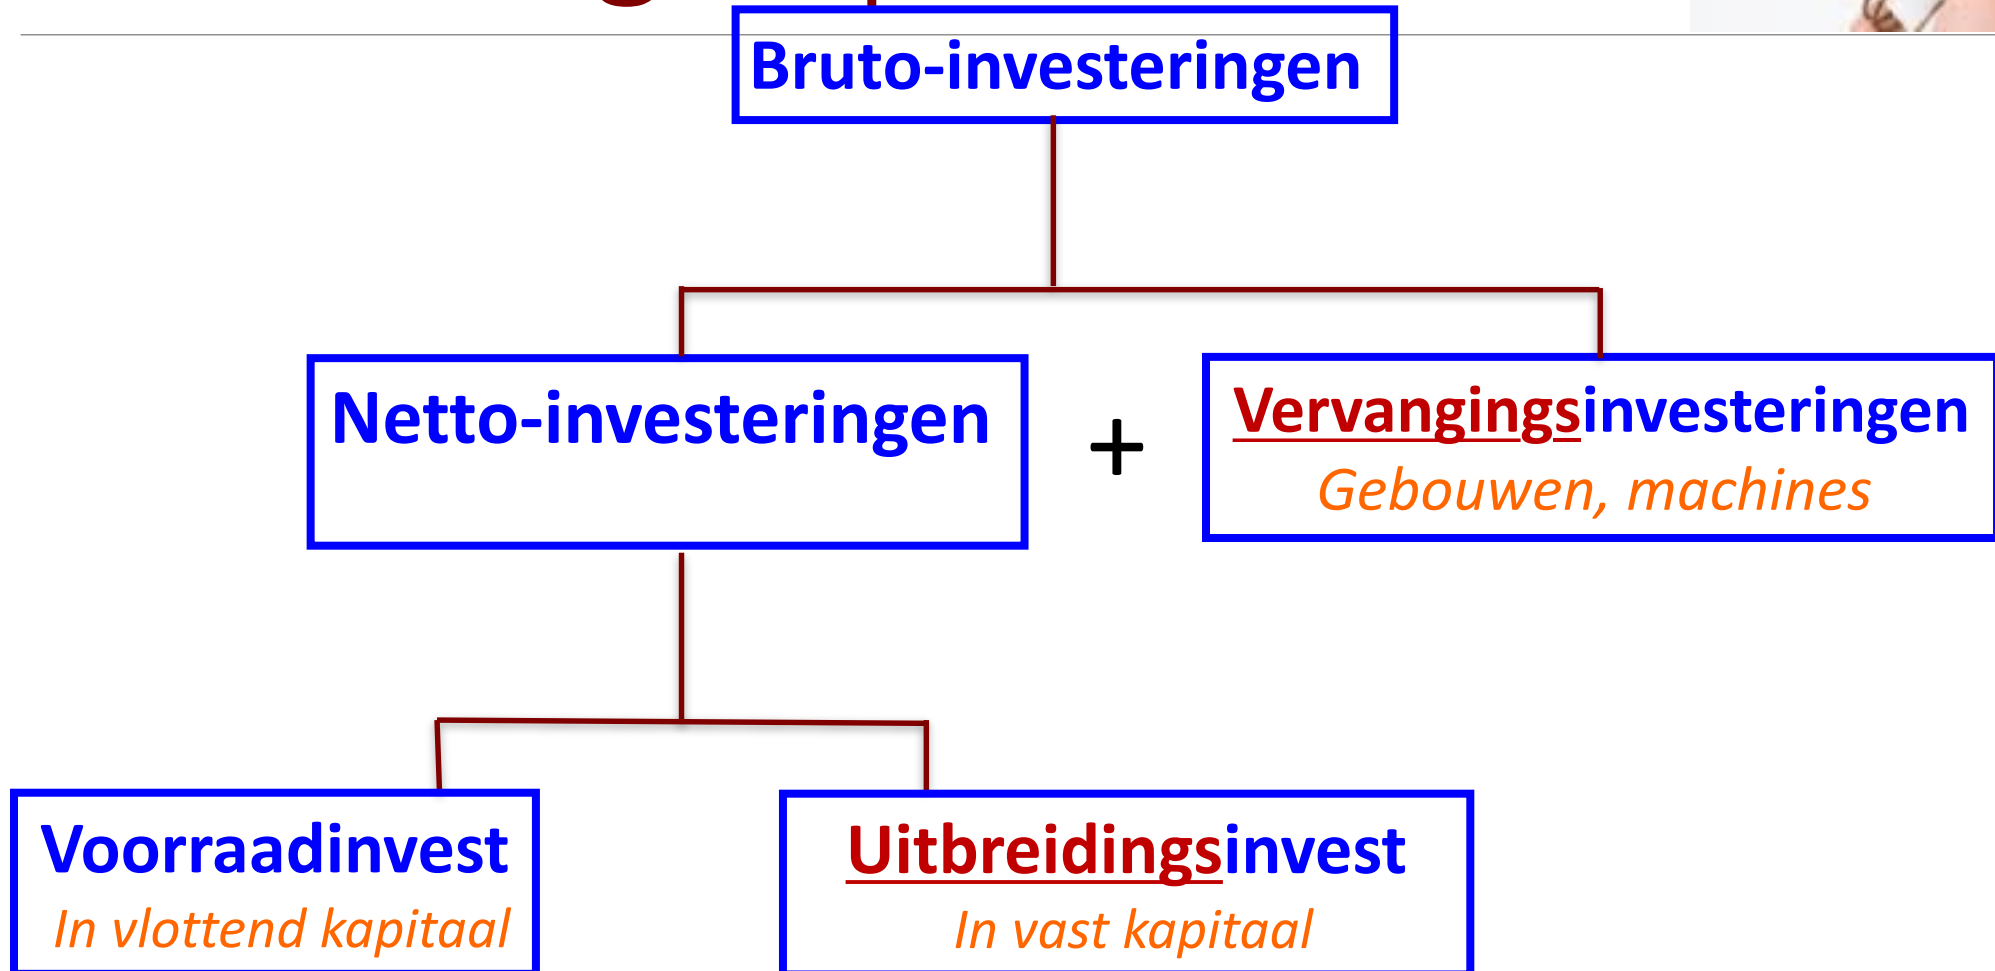 Bruto-investeringen
Netto-investeringen
+
Vervangingsinvesteringen
Gebouwen, machines
Voorraadinvest
In vlottend kapitaal
Uitbreidingsinvest
In vast kapitaal